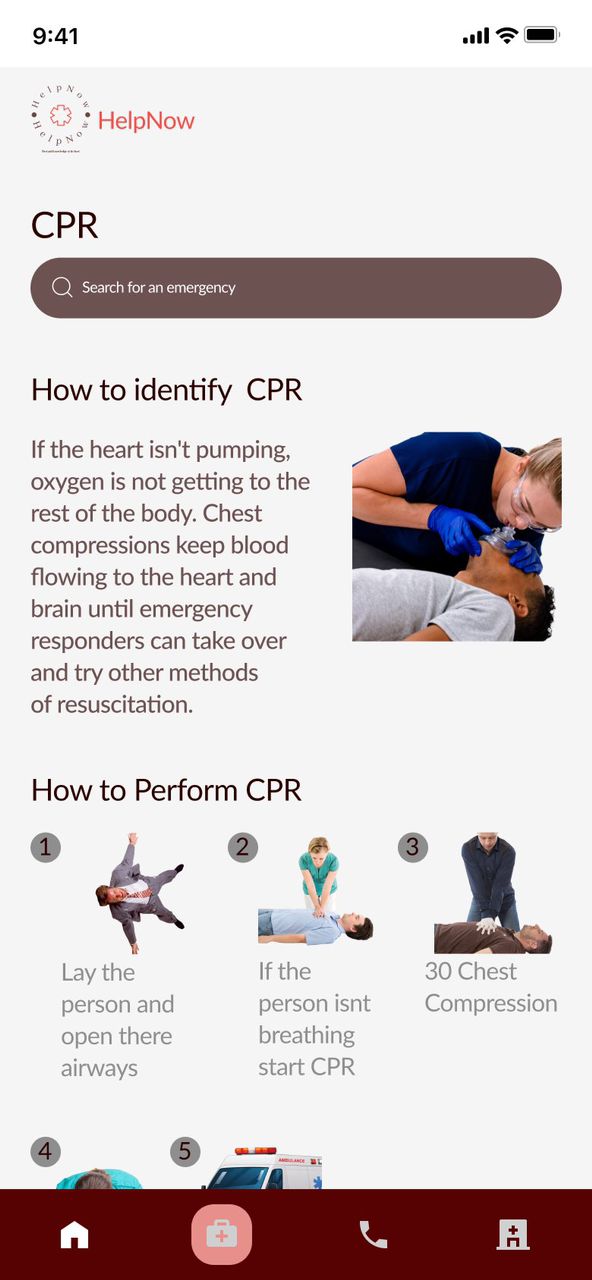 9:41
HelpNow
HelpNow
HelpNow
CPR
Search for an emergency
How to identify  CPR
If the heart isn't pumping,
oxygen is not getting to the
rest of the body. Chest
compressions keep blood
flowing to the heart and
brain until emergency
responders can take over
and try other methods
of resuscitation.
How to Perform CPR
1
Lay the
person and
open there
airways
2
If the
person isnt
breathing
start CPR
3
30 Chest
Compression
4
5
AMBULANCE